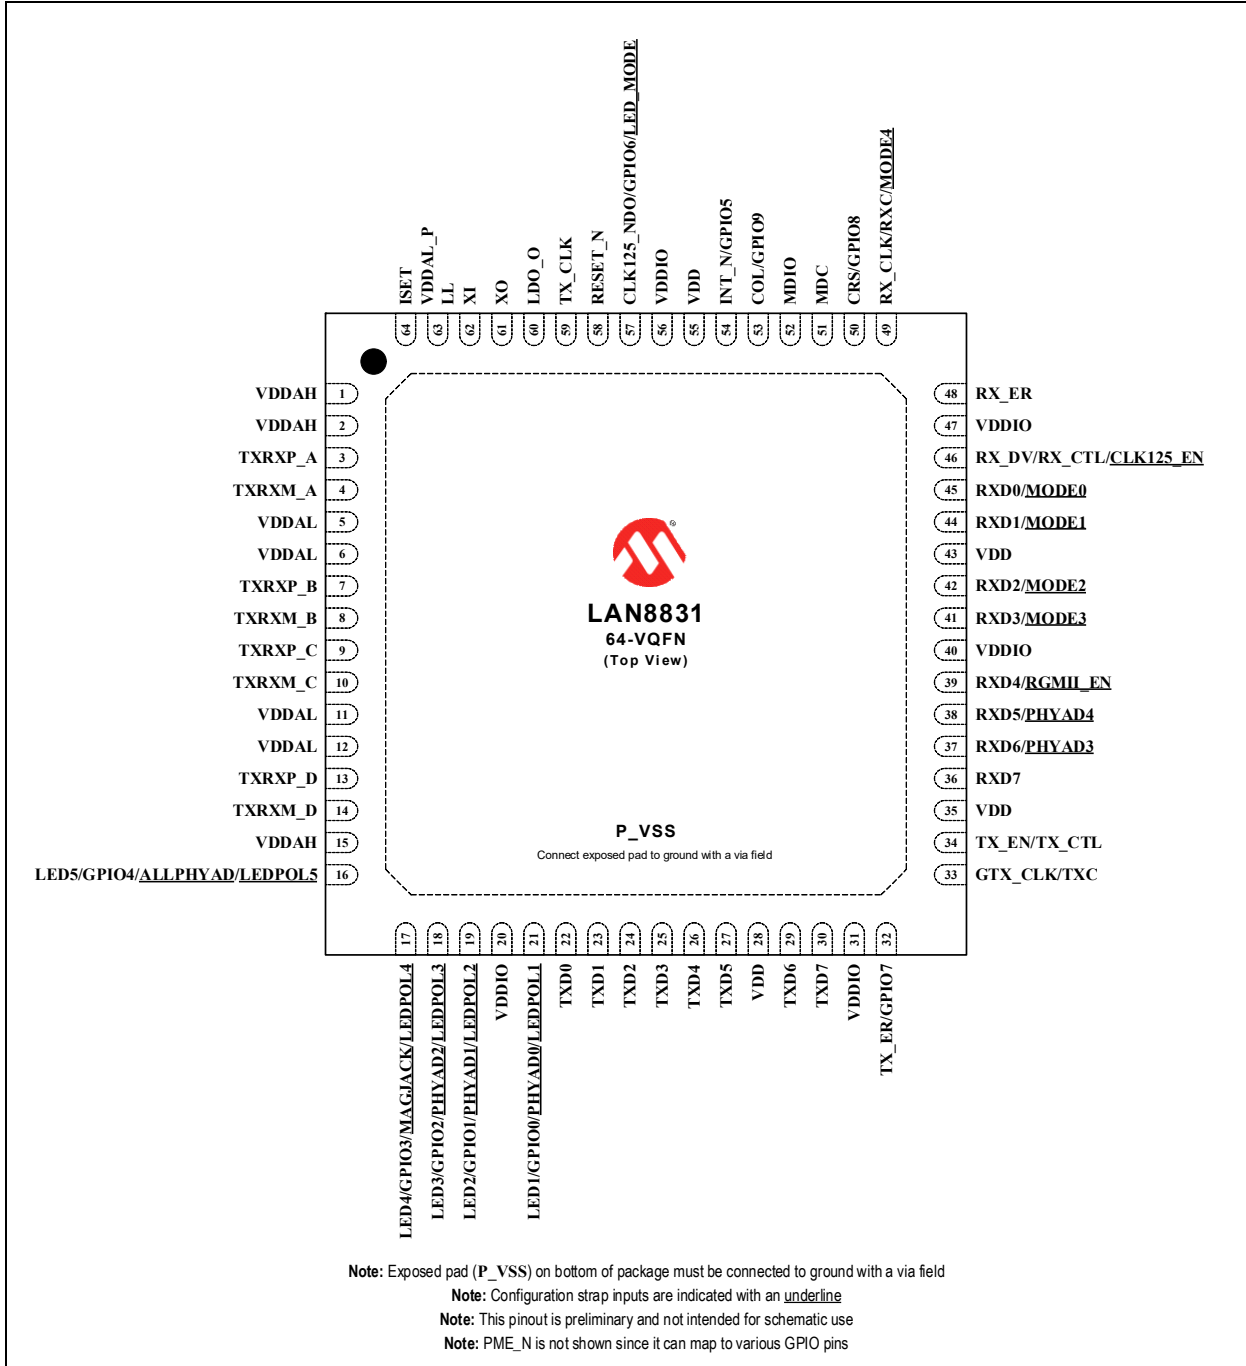 ISET
VDDAL_P
LL
XI
XO
LDO_O
TX_CLK
RESET_N
CLK125_NDO/GPIO6/LED_MODE
VDDIO
VDD
INT_N/GPIO5
COL/GPIO9
MDIO
MDC
CRS/GPIO8
RX_CLK/RXC/MODE4
64 63 62 61 60 59 58 57 56 55 54 53 52 51 50 49
VDDAH 1
VDDAH 2
TXRXP_A 3
TXRXM_A 4
VDDAL 5
VDDAL 6
TXRXP_B 7
TXRXM_B 8
TXRXP_C 9
TXRXM_C 10
VDDAL 11
VDDAL 12
TXRXP_D 13
TXRXM_D 14
VDDAH 15
LED5/GPIO4/ALLPHYAD/LEDPOL5 16
®
LAN8831
64-VQFN
(Top View)
P_VSS
Connect exposed pad to ground with a via field
48 RX_ER
47 VDDIO
46 RX_DV/RX_CTL/CLK125_EN
45 RXD0/MODE0
44 RXD1/MODE1
43 VDD
42 RXD2/MODE2
41 RXD3/MODE3
40 VDDIO
39 RXD4/RGMII_EN
38 RXD5/PHYAD4
37 RXD6/PHYAD3
36 RXD7
35 VDD
34 TX_EN/TX_CTL
33 GTX_CLK/TXC
17 18 19 20 21 22 23 24 25 26 27 28 29 30 31 32
LED4/GPIO3/MAGJACK/LEDPOL4
LED3/GPIO2/PHYAD2/LEDPOL3
LED2/GPIO1/PHYAD1/LEDPOL2
VDDIO
LED1/GPIO0/PHYAD0/LEDPOL1
TXD0
TXD1
TXD2
TXD3
TXD4
TXD5
VDD
TXD6
TXD7
VDDIO
TX_ER/GPIO7
Note: Exposed pad (P_VSS) on bottom of package must be connected to ground with a via field
Note: Configuration strap inputs are indicated with an underline
Note: This pinout is preliminary and not intended for schematic use
Note: PME_N is not shown since it can map to various GPIO pins